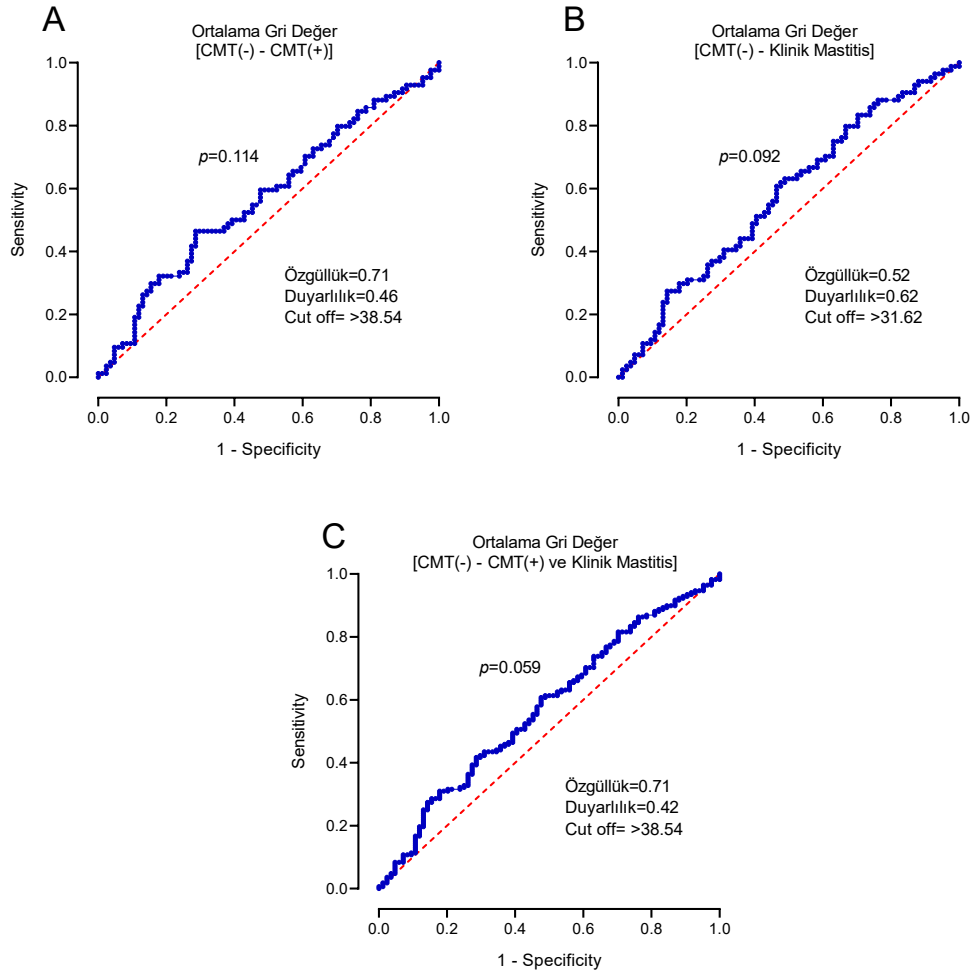 A
Ortalama Gri Değer
[CMT(-) - CMT(+)]
1.0
0.8
0.6
0.4
0.2
0.0
Sensitivity
p=0.114
Özgüllük=0.71
Duyarlılık=0.46
Cut off= >38.54
0.0 0.2 0.4 0.6 0.8 1.0
1 - Specificity
B
Ortalama Gri Değer
[CMT(-) - Klinik Mastitis]
1.0
0.8
0.6
0.4
0.2
0.0
Sensitivity
p=0.092
Özgüllük=0.52
Duyarlılık=0.62
Cut off= >31.62
0.0 0.2 0.4 0.6 0.8 1.0
1 - Specificity
C
Ortalama Gri Değer
[CMT(-) - CMT(+) ve Klinik Mastitis]
1.0
0.8
0.6
0.4
0.2
0.0
Sensitivity
p=0.059
Özgüllük=0.71
Duyarlılık=0.42
Cut off= >38.54
0.0 0.2 0.4 0.6 0.8 1.0
1 - Specificity